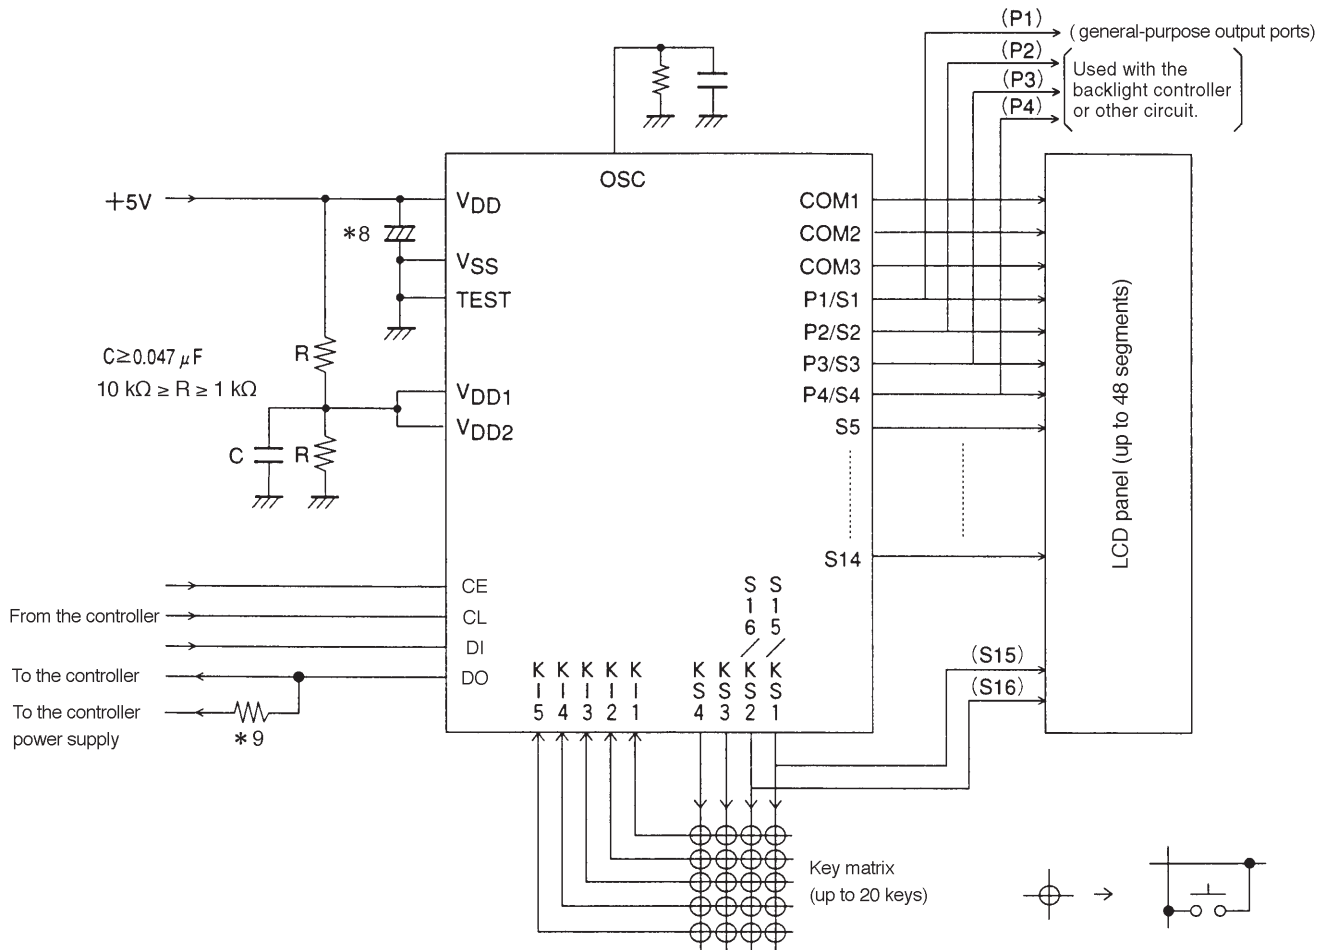 (P1)
( general-purpose output ports)
(P2)
(P3)
(P4)
Used with the
backlight controller
or other circuit.
OSC
+5V
VDD
*8
VSS
TEST
COM1
COM2
COM3
P1/S1
P2/S2
P3/S3
P4/S4
S5
S14
C≥0.047 μF
10 kΩ ≥ R ≥ 1 kΩ
R
VDD1
VDD2
C
R
LCD panel (up to 48 segments)
CE
From the controller
CL
DI
To the controller
DO
To the controller
power supply
*9
KI5
KI4
KI3
KI2
KI1
KS4
KS3
S16/KS2
S15/KS1
(S15)
(S16)
Key matrix
(up to 20 keys)